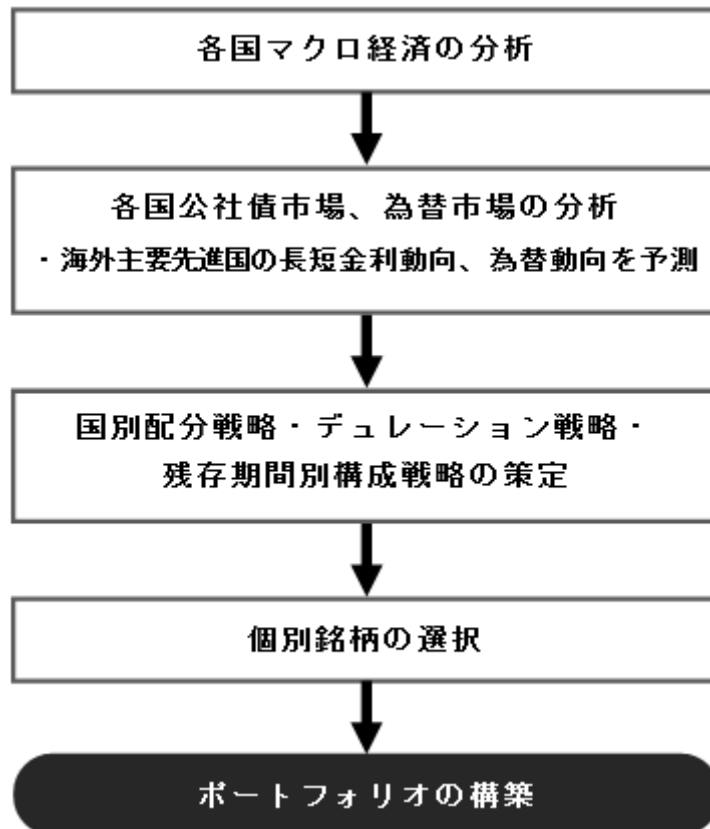 各国マクロ経済の分析
各国公社債市場、為替市場の分析
・海外主要先進国の長短金利動向、為替動向を予測
国別配分戦略・デュレーション戦略・
残存期間別構成戦略の策定
個別銘柄の選択
ポートフォリオの構築